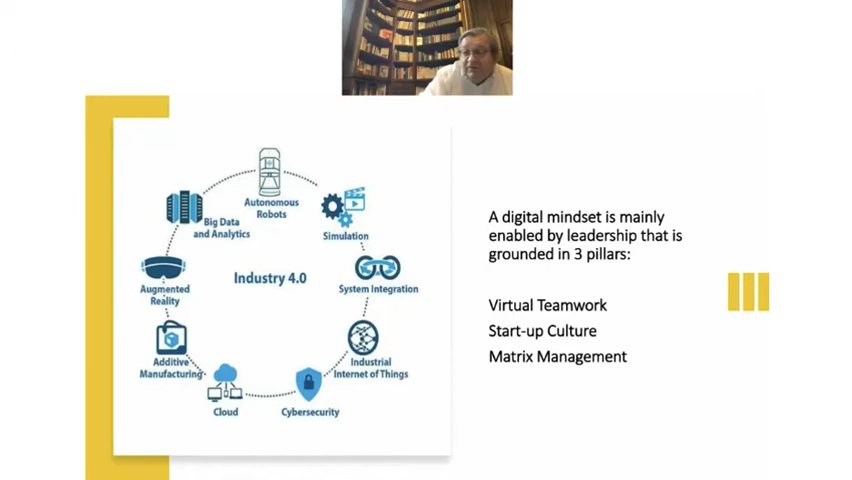 Autonomous
Robots
Big Data
and Analytics
Simulation
Industry 4.0
System Integration
Augmented
Reality
Additive
Manufacturing
Industrial
Internet of Things
Cloud
Cybersecurity
A digital mindset is mainly
enabled by leadership that is
grounded in 3 pillars:
Virtual Teamwork
Start-up Culture
Matrix Management